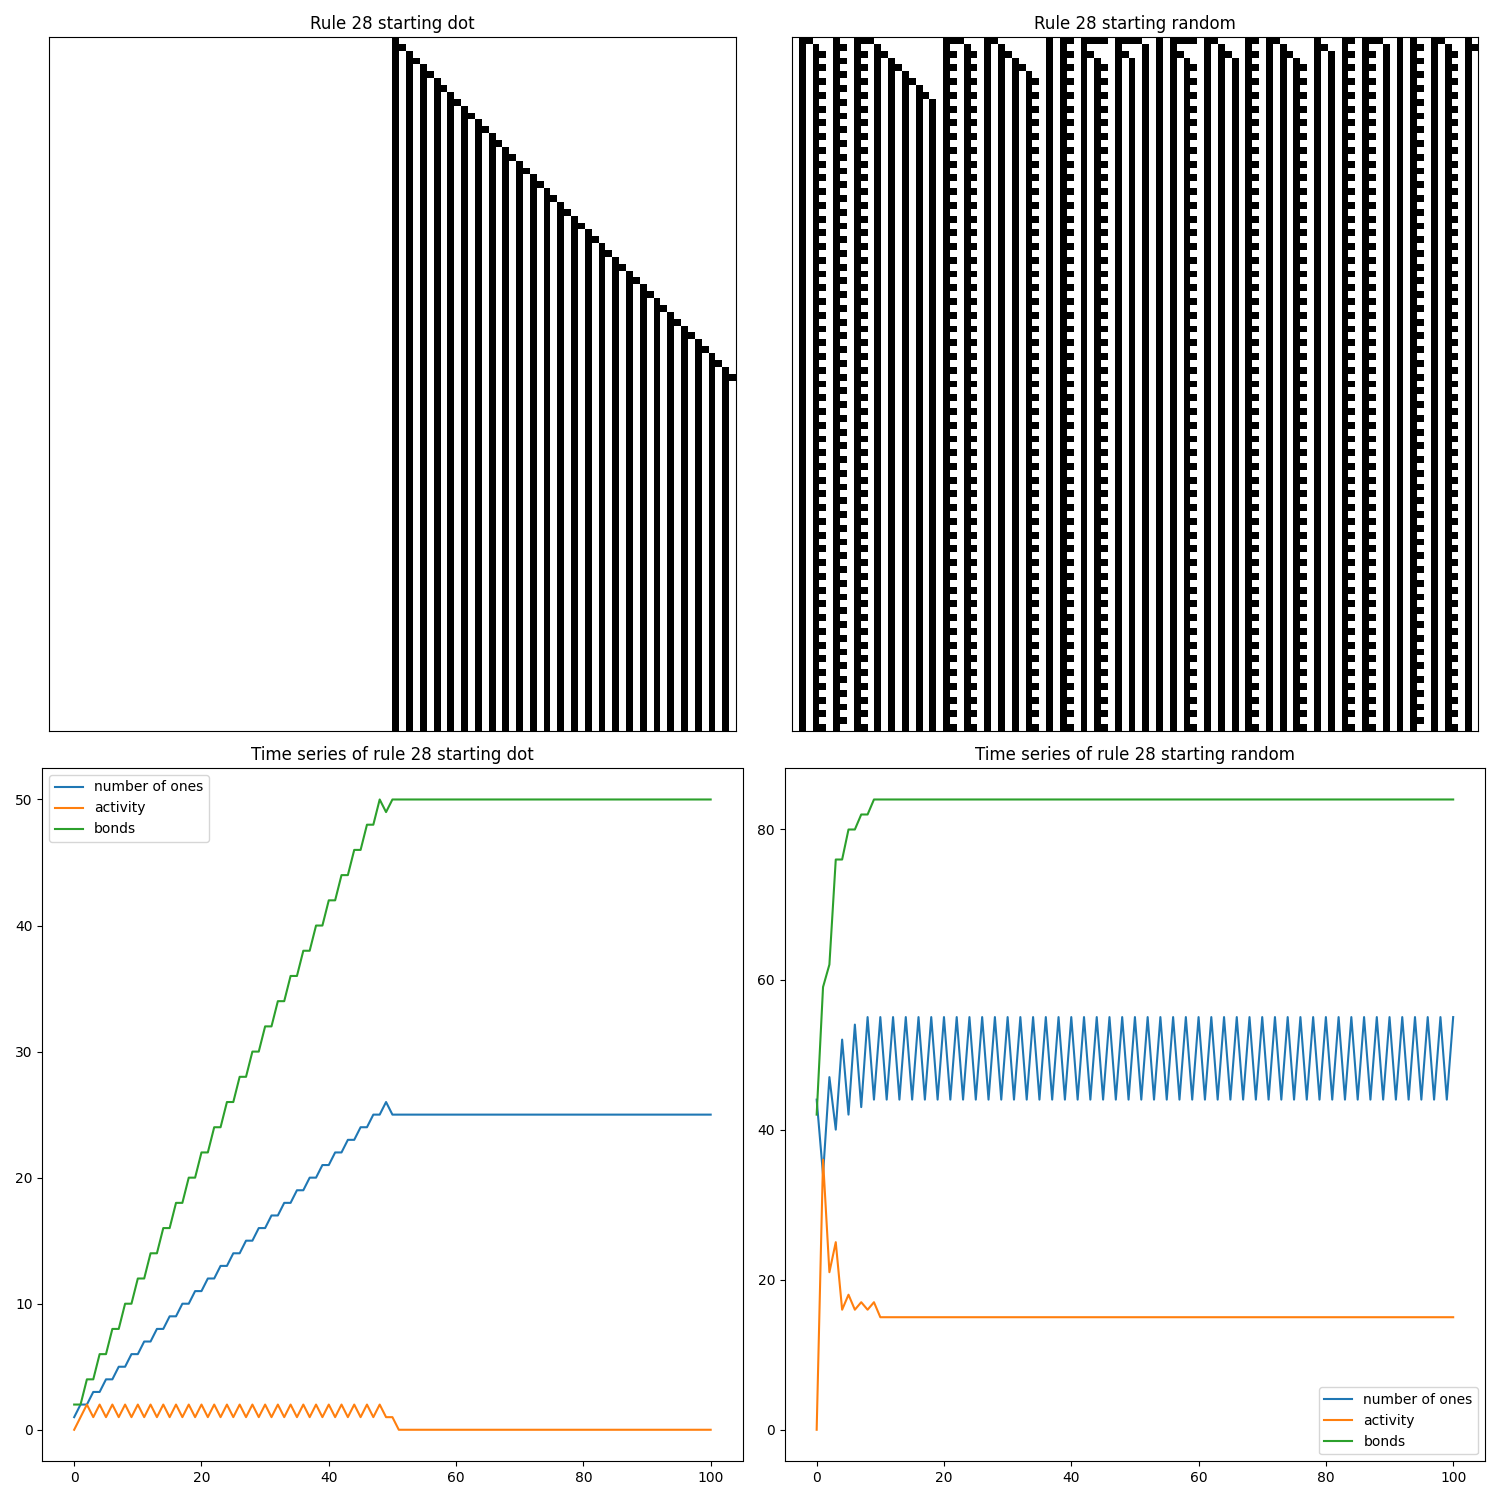 Rule 28 starting dot
Rule 28 starting random
Time series of rule 28 starting dot
50
40
30
20
10
0
0 20 40 60 80 100
number of ones
activity
bonds
Time series of rule 28 starting random
80
60
40
20
0
0 20 40 60 80 100
number of ones
activity
bonds